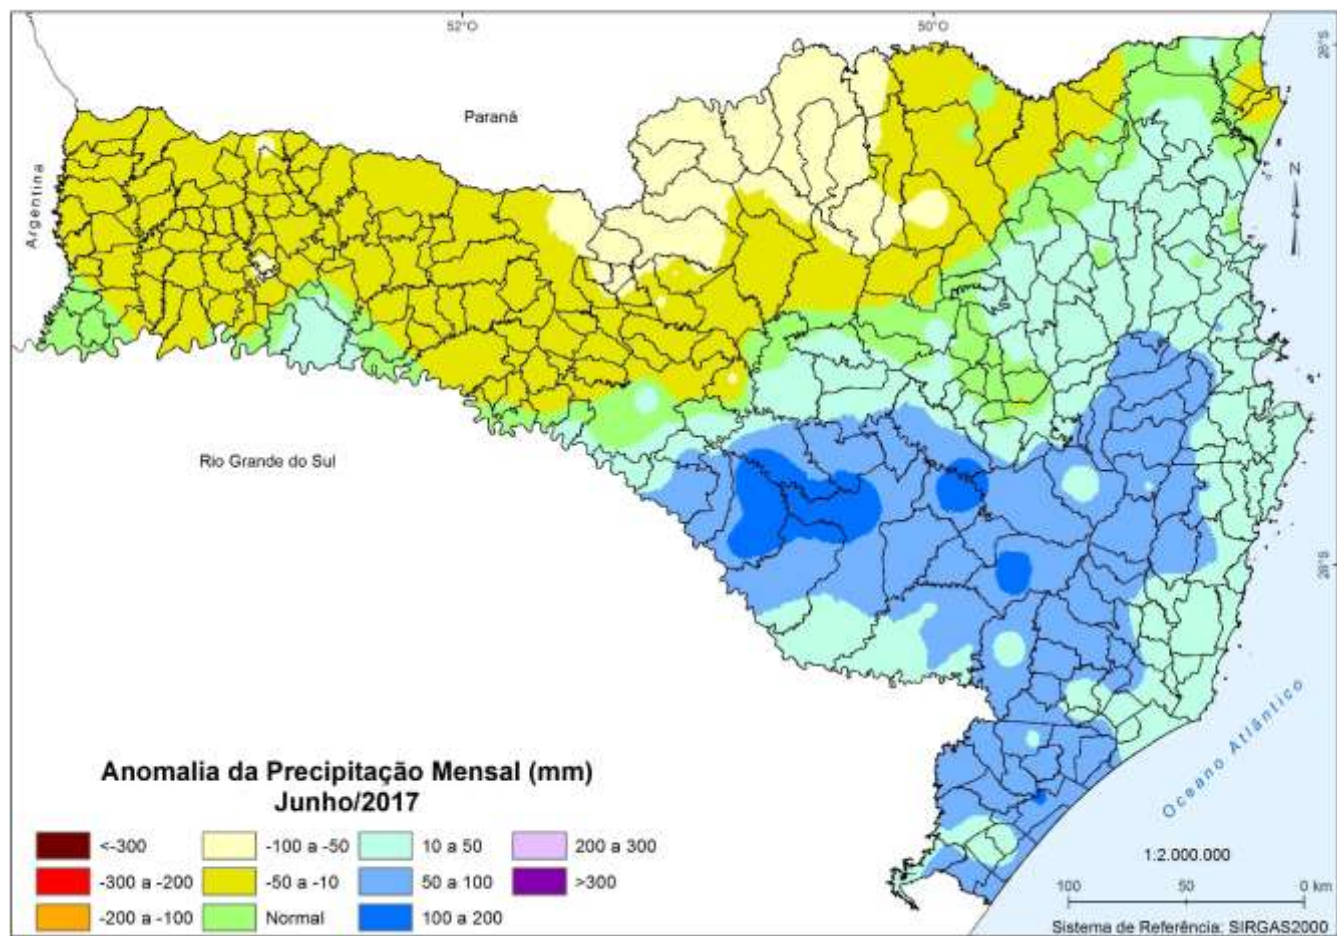 52°O
50°O
26°S
Paraná
Argentina
N
Rio Grande do Sul
28°S
Oceano Atlântico
Anomalia da Precipitação Mensal (mm)
Junho/2017
<-300
-100 a -50
10 a 50
200 a 300
-300 a -200
-50 a -10
50 a 100
>300
-200 a -100
Normal
100 a 200
1:2.000.000
100 50 0 km
Sistema de Referência: SIRGAS2000